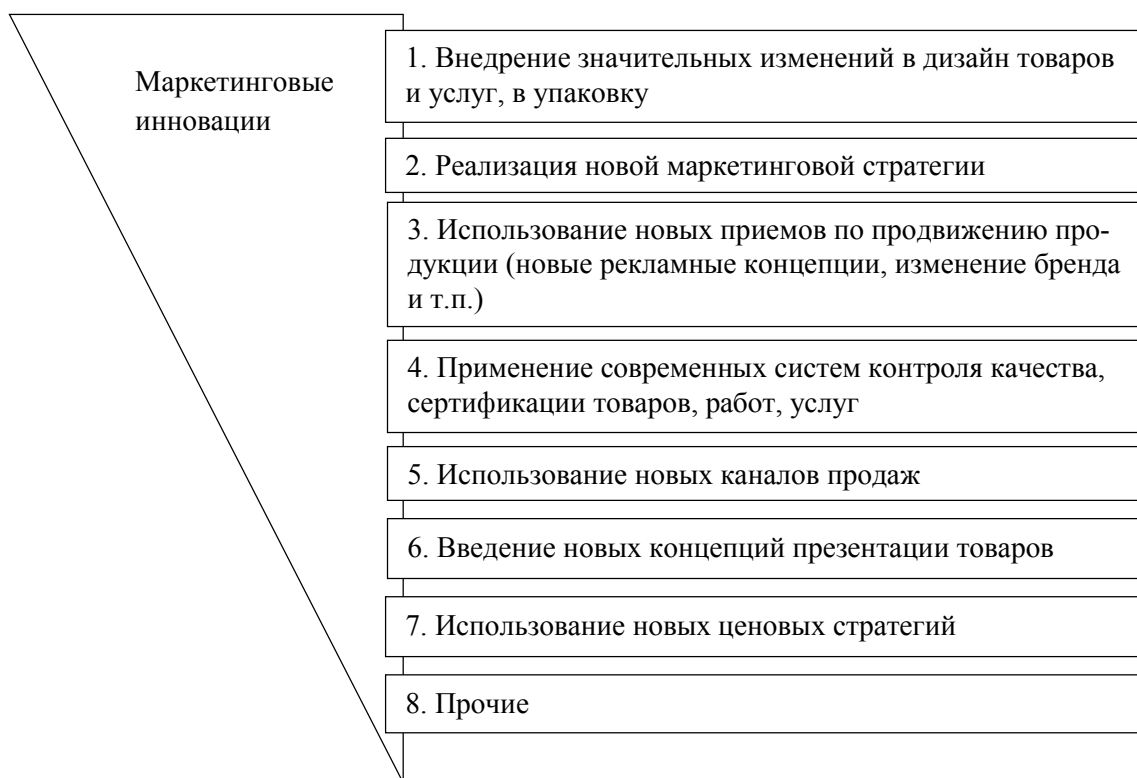 Маркетинговые
инновации
1. Внедрение значительных изменений в дизайн товаров
и услуг, в упаковку
2. Реализация новой маркетинговой стратегии
3. Использование новых приемов по продвижению про-
дукции (новые рекламные концепции, изменение бренда
и т.п.)
4. Применение современных систем контроля качества,
сертификации товаров, работ, услуг
5. Использование новых каналов продаж
6. Введение новых концепций презентации товаров
7. Использование новых ценовых стратегий
8. Прочие